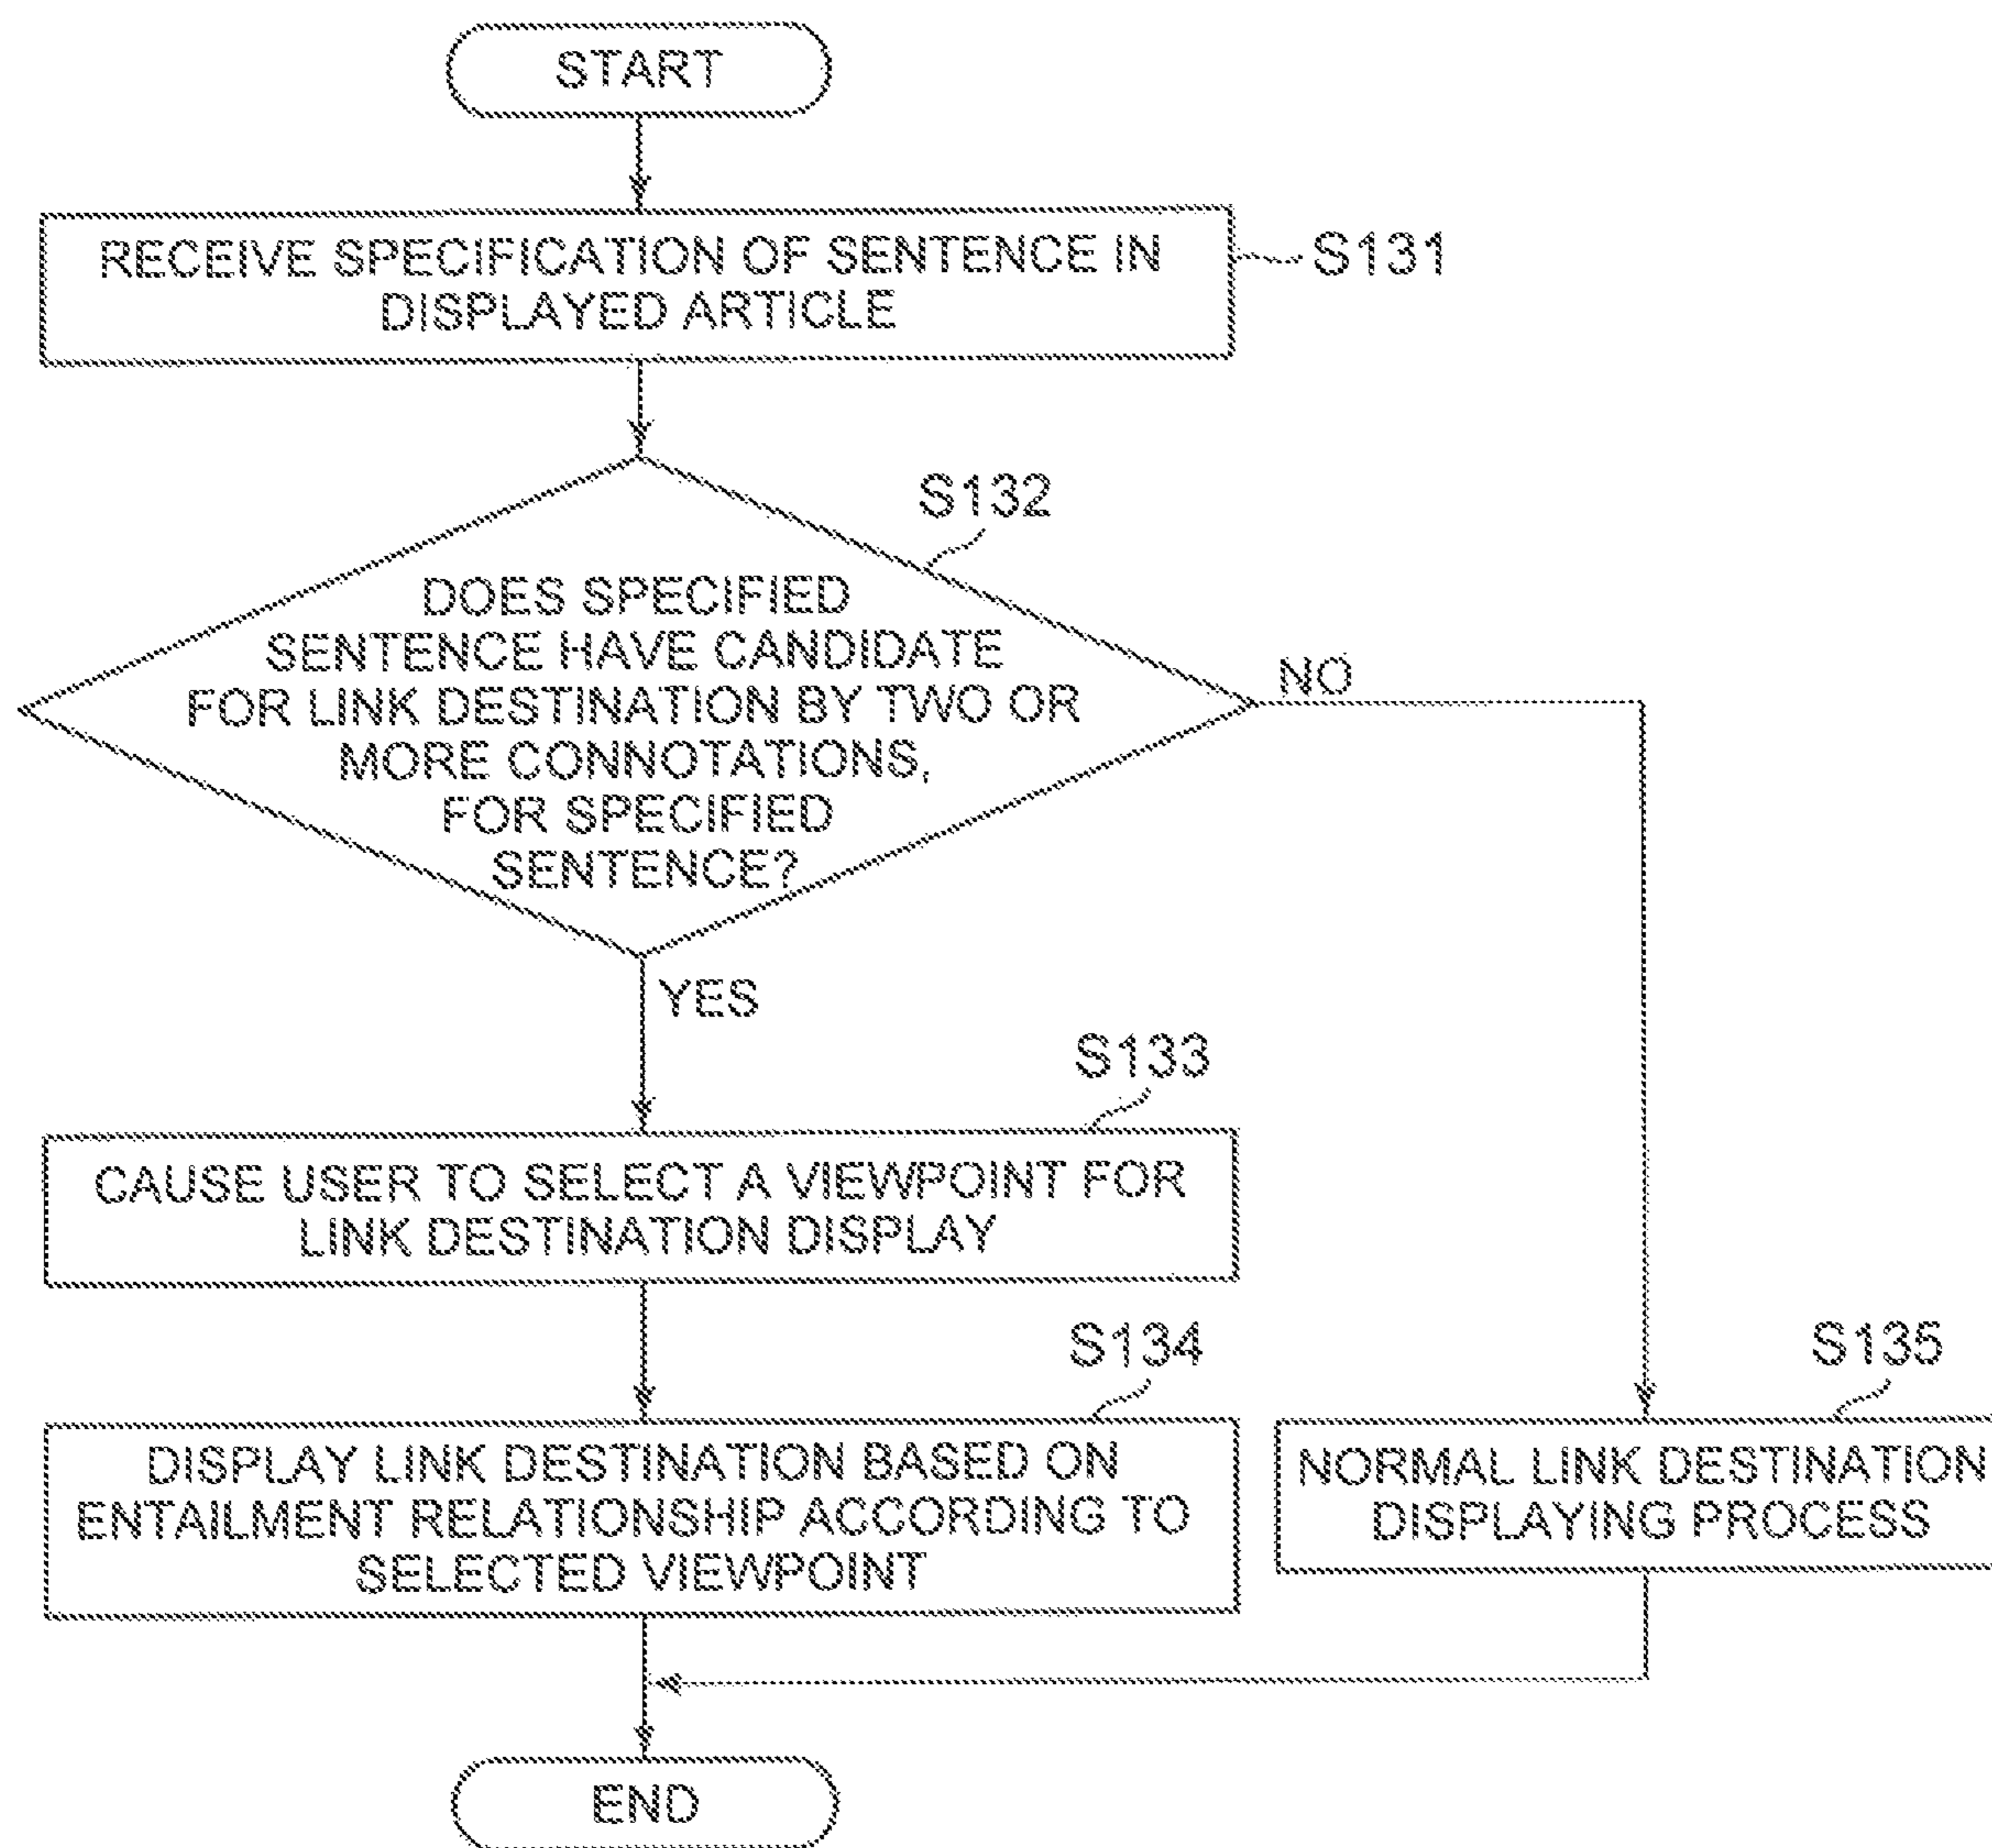 START
RECEIVE SPECIFICATION OF SENTENCE IN
DISPLAYED ARTICLE
S131
S132
DOES SPECIFIED
SENTENCE HAVE CANDIDATE
FOR LINK DESTINATION BY TWO OR
MORE CONNOTATIONS,
FOR SPECIFIED
SENTENCE?
NO
YES
S133
CAUSE USER TO SELECT A VIEWPOINT FOR
LINK DESTINATION DISPLAY
S134
DISPLAY LINK DESTINATION BASED ON
ENTAILMENT RELATIONSHIP ACCORDING TO
SELECTED VIEWPOINT
S135
NORMAL LINK DESTINATION
DISPLAYING PROCESS
END